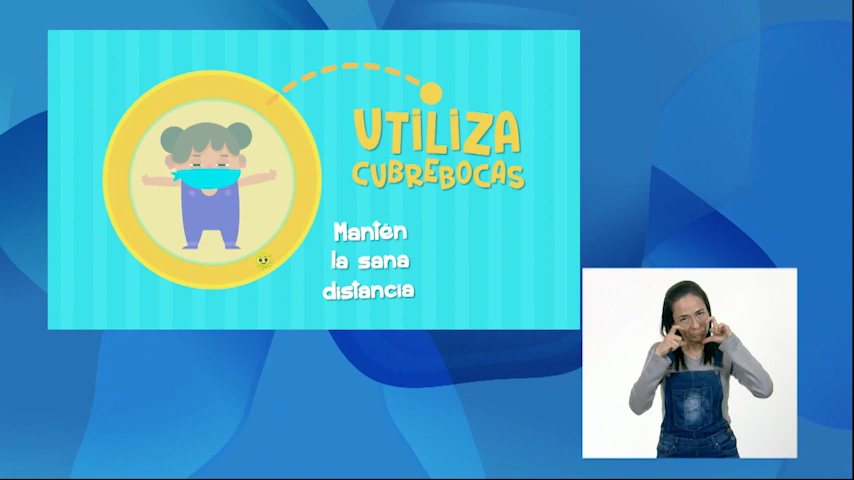 UTiLiZA
CUBREBOCAS
Mantén
la sana
distancia